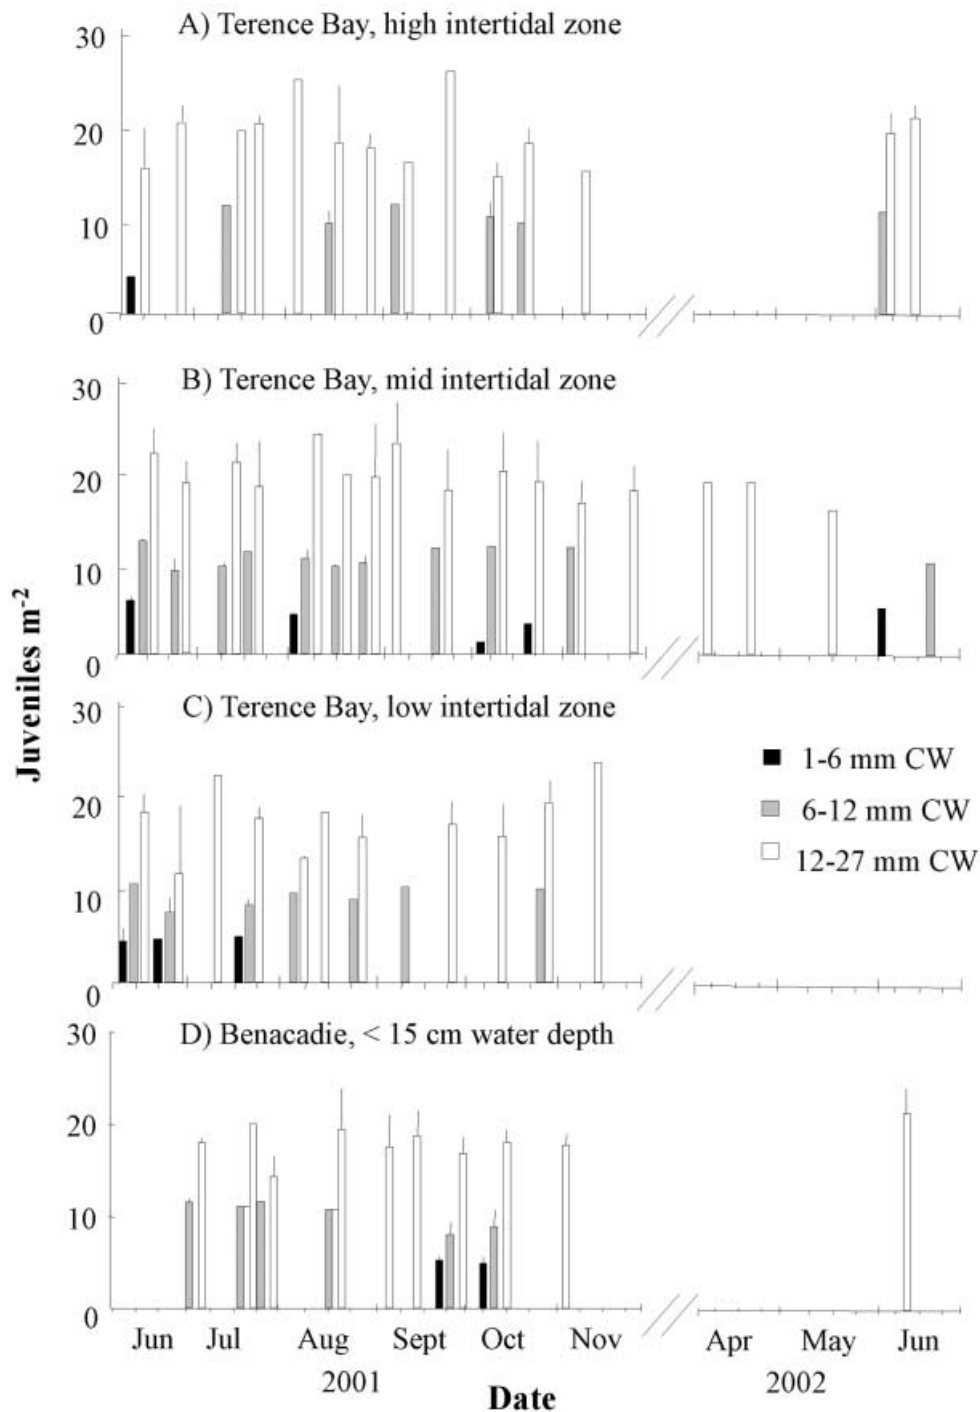 A) Terence Bay, high intertidal zone
30
20
10
0
B) Terence Bay, mid intertidal zone
30
20
10
0
Juveniles m-2
C) Terence Bay, low intertidal zone
30
20
10
0
1-6 mm CW
6-12 mm CW
12-27 mm CW
D) Benacadie, < 15 cm water depth
30
20
10
0
Jun Jul Aug Sept Oct Nov Apr May Jun
2001 2002
Date